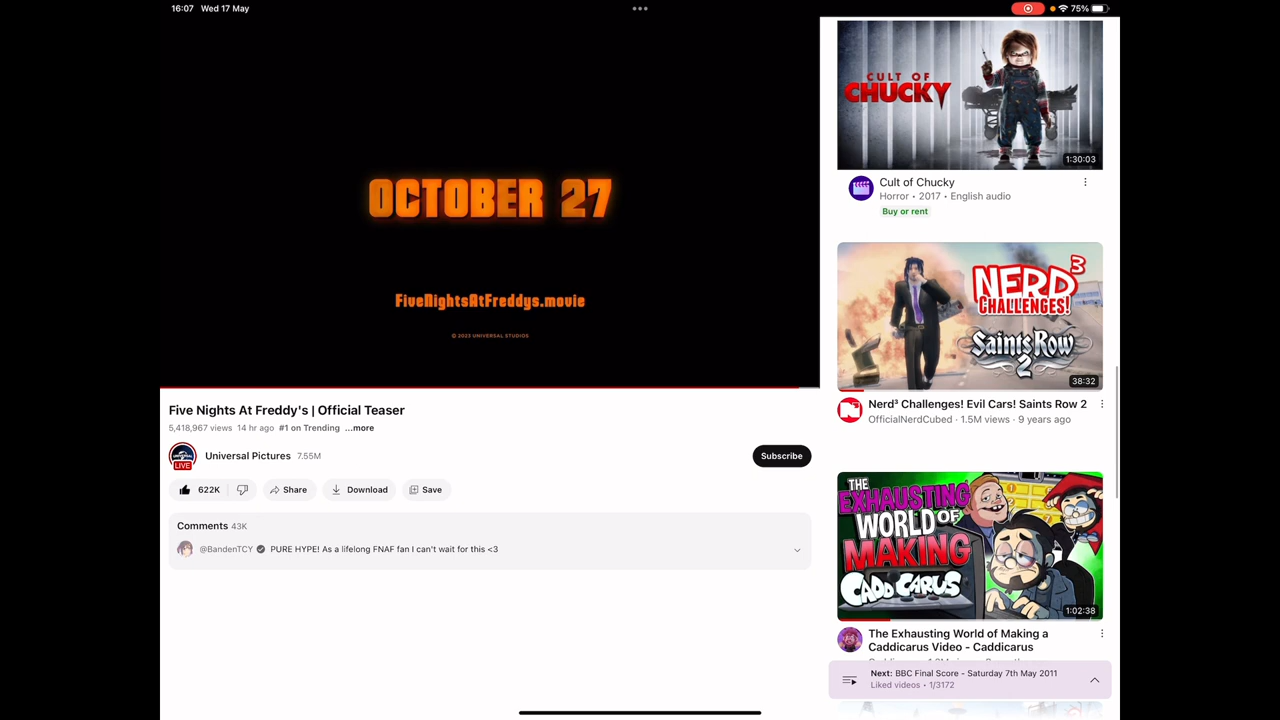 16:07 Wed 17 May
75%
OCTOBER 27
FiveNightsAtFreddys.movie
© 2023 UNIVERSAL STUDIOS
Five Nights At Freddy's | Official Teaser
5,418,967 views 14 hr ago #1 on Trending ...more
UNIVERSAL
LIVE
Universal Pictures 7.55M
Subscribe
622K
Share
Download
Save
Comments 43K
@BandenTCY PURE HYPE! As a lifelong FNAF fan I can't wait for this <3
CULT OF
CHUCKY
1:30:03
Cult of Chucky
Horror • 2017 • English audio
Buy or rent
NERD³
CHALLENGES!
Saints Row
2
38:32
Nerd³ Challenges! Evil Cars! Saints Row 2
OfficialNerdCubed · 1.5M views · 9 years ago
THE
EXHAUSTING
WORLD OF
MAKING
CADDICARUS
1:02:38
The Exhausting World of Making a
Caddicarus Video - Caddicarus
Next: BBC Final Score - Saturday 7th May 2011
Liked videos • 1/3172